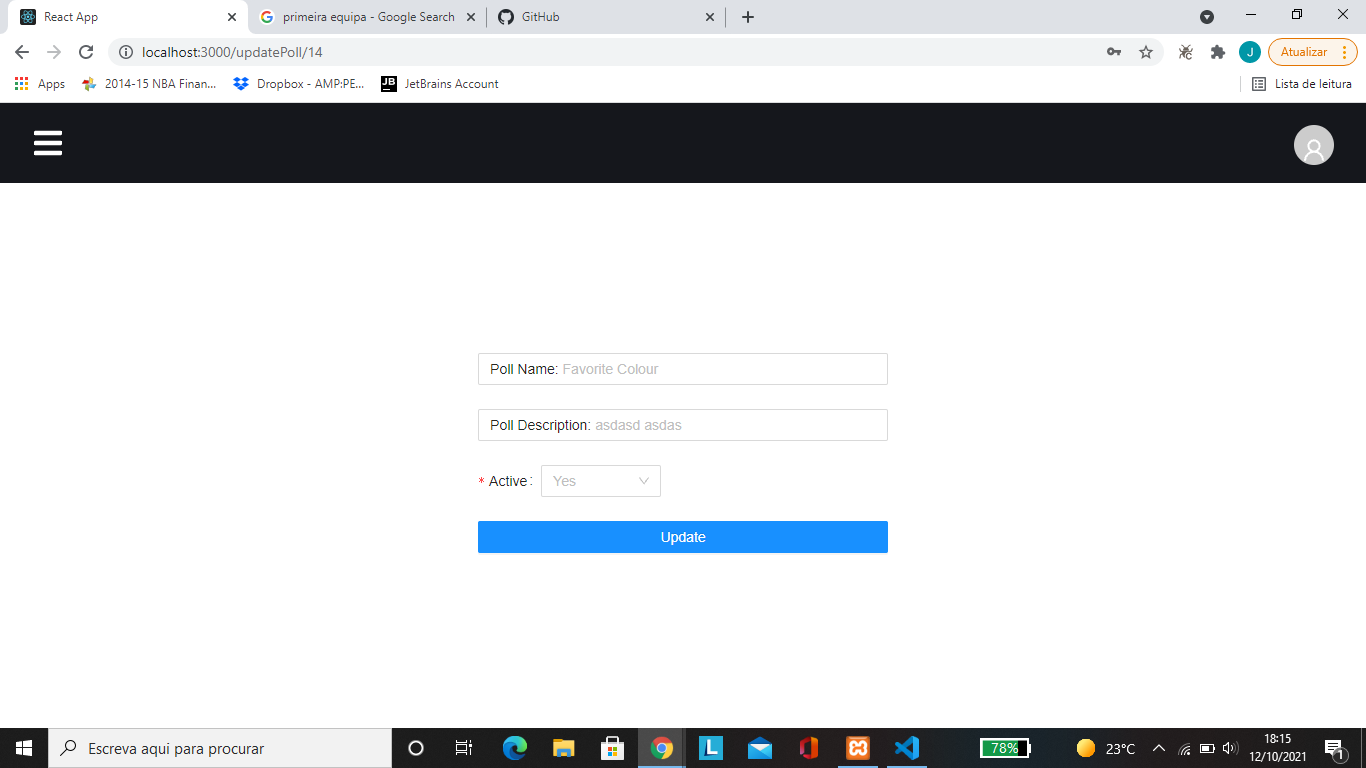 React App
primeira equipa - Google Search
GitHub
localhost:3000/updatePoll/14
J
Atualizar
Apps
2014-15 NBA Finan...
Dropbox - AMP:PE...
JB
JetBrains Account
Lista de leitura
Poll Name: Favorite Colour
Poll Description: asdasd asdas
* Active: Yes
Update
Escreva aqui para procurar
L
78%
23°C
18:15
12/10/2021
1